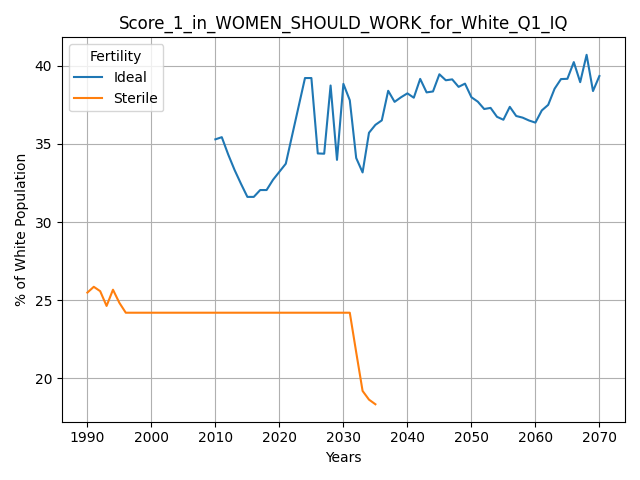 Score_1_in_WOMEN_SHOULD_WORK_for_White_Q1_IQ
Fertility
Ideal
Sterile
% of White Population
40
35
30
25
20
1990 2000 2010 2020 2030 2040 2050 2060 2070
Years